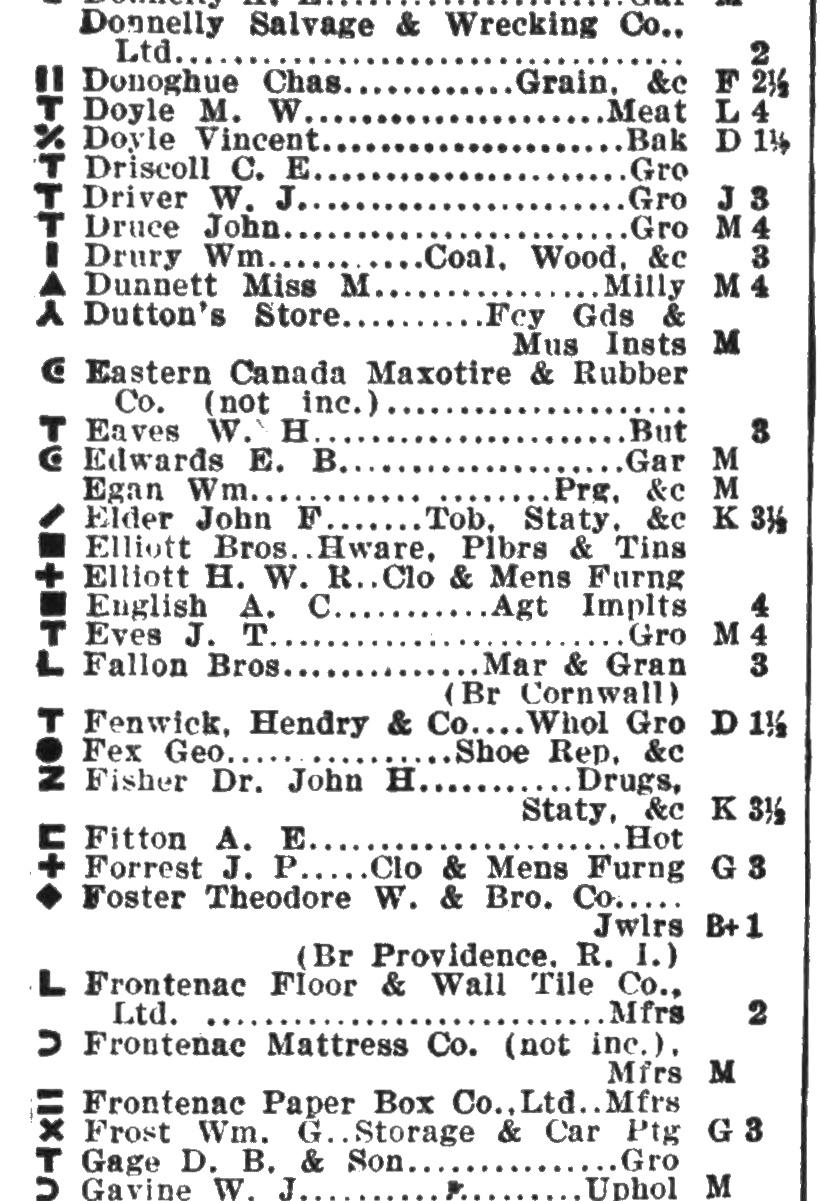 Donnelly Salvage & Wrecking Co.,
Ltd.................................. 2
Donoghue Chas............Grain, &c F 2½
T Doyle M. W.....................Meat L 4
% Doyle Vincent.....................Bak D 1½
T Driscoll C. E......................Gro
T Driver W. J.......................Gro J 3
T Druce John........................Gro M 4
Drury Wm...........Coal, Wood, &c 3
▲ Dunnett Miss M................Milly M 4
Dutton's Store..........Fcy Gds &
Mus Insts M
Eastern Canada Maxotire & Rubber
Co. (not inc.)....................
T Eaves W. H......................But 3
Edwards E. B...................Gar M
Egan Wm....................Prg, &c M
Elder John F.......Tob, Staty, &c K 3½
■ Elliott Bros..Hware, Plbrs & Tins
+ Elliott H. W. R..Clo & Mens Furng
■ English A. C...........Agt Implts 4
T Eves J. T........................Gro M 4
L Fallon Bros..............Mar & Gran 3
(Br Cornwall)
T Fenwick, Hendry & Co....Whol Gro D 1½
● Fex Geo................Shoe Rep, &c
Z Fisher Dr. John H...........Drugs,
Staty, &c K 3½
Fitton A. E......................Hot
+ Forrest J. P.....Clo & Mens Furng G 3
◆ Foster Theodore W. & Bro. Co.....
Jwlrs B+ 1
(Br Providence, R. I.)
L Frontenac Floor & Wall Tile Co.,
Ltd. ...........................Mfrs 2
Frontenac Mattress Co. (not inc.),
Mfrs M
= Frontenac Paper Box Co.,Ltd..Mfrs
× Frost Wm. G..Storage & Car Ptg G 3
T Gage D. B. & Son...............Gro
Gavine W. J....................Uphol M